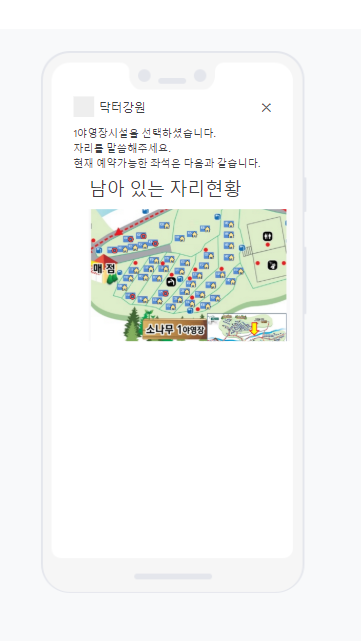 닥터강원
1야영장시설을 선택하셨습니다.
자리를 말씀해주세요.
현재 예약가능한 좌석은 다음과 같습니다.
남아 있는 자리현황
매 점
소나무 1야영장